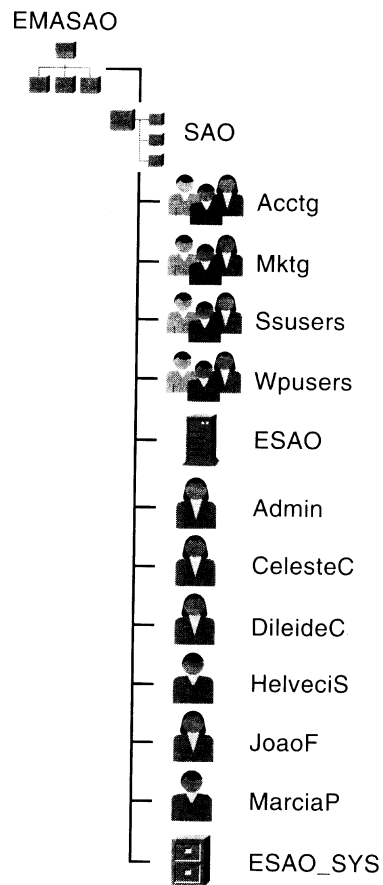 EMASAO
SAO
Acctg
Mktg
Ssusers
Wpusers
ESAO
Admin
CelesteC
DileideC
HelveciS
JoaoF
MarciaP
ESAO_SYS